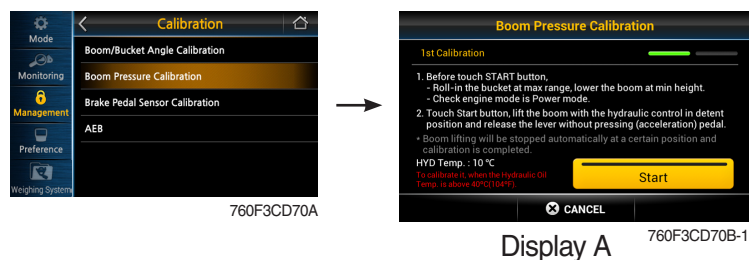 Mode
Monitoring
Management
Preference
Weighing System
Calibration
Boom/Bucket Angle Calibration
Boom Pressure Calibration
Brake Pedal Sensor Calibration
AEB
760F3CD70A
Boom Pressure Calibration
1st Calibration
1. Before touch START button,
- Roll-in the bucket at max range, lower the boom at min height.
- Check engine mode is Power mode.
2. Touch Start button, lift the boom with the hydraulic control in detent
position and release the lever without pressing (acceleration) pedal.
* Boom lifting will be stopped automatically at a certain position and
calibration is completed.
HYD Temp. : 10 ℃
To calibrate it, when the Hydraulic Oil
Temp. is above 40℃(104℉).
Start
CANCEL
Display A
760F3CD70B-1